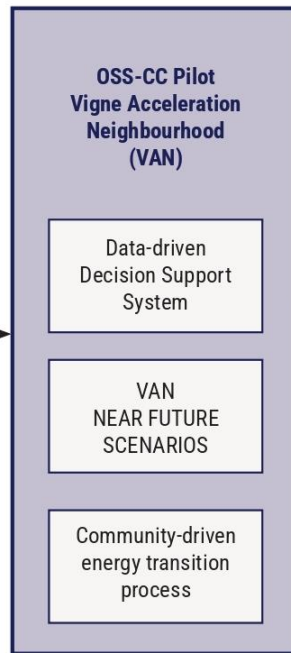 OSS-CC Pilot
Vigne Acceleration
Neighbourhood
(VAN)
Data-driven
Decision Support
System
VAN
NEAR FUTURE
SCENARIOS
Community-driven
energy transition
process